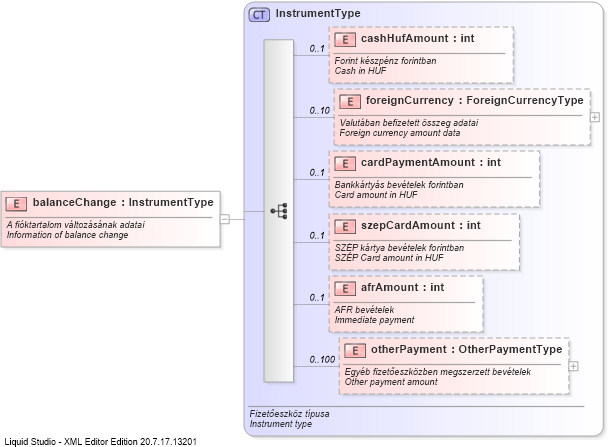 CT InstrumentType
E cashHufAmount : int
0..1
Forint készpénz forintban
Cash in HUF
E foreignCurrency : ForeignCurrencyType
0..10
Valutában befizetett összeg adatai
Foreign currency amount data
E cardPaymentAmount : int
0..1
Bankkártyás bevételek forintban
Card amount in HUF
E balanceChange : InstrumentType
A fióktartalom változásának adatai
Information of balance change
E szepCardAmount : int
0..1
SZÉP kártya bevételek forintban
SZÉP Card amount in HUF
E afrAmount : int
0..1
AFR bevételek
Immediate payment
E otherPayment : OtherPaymentType
0..100
Egyéb fizetőeszközben megszerzett bevételek
Other payment amount
Fizetőeszköz típusa
Instrument type
Liquid Studio - XML Editor Edition 20.7.17.13201